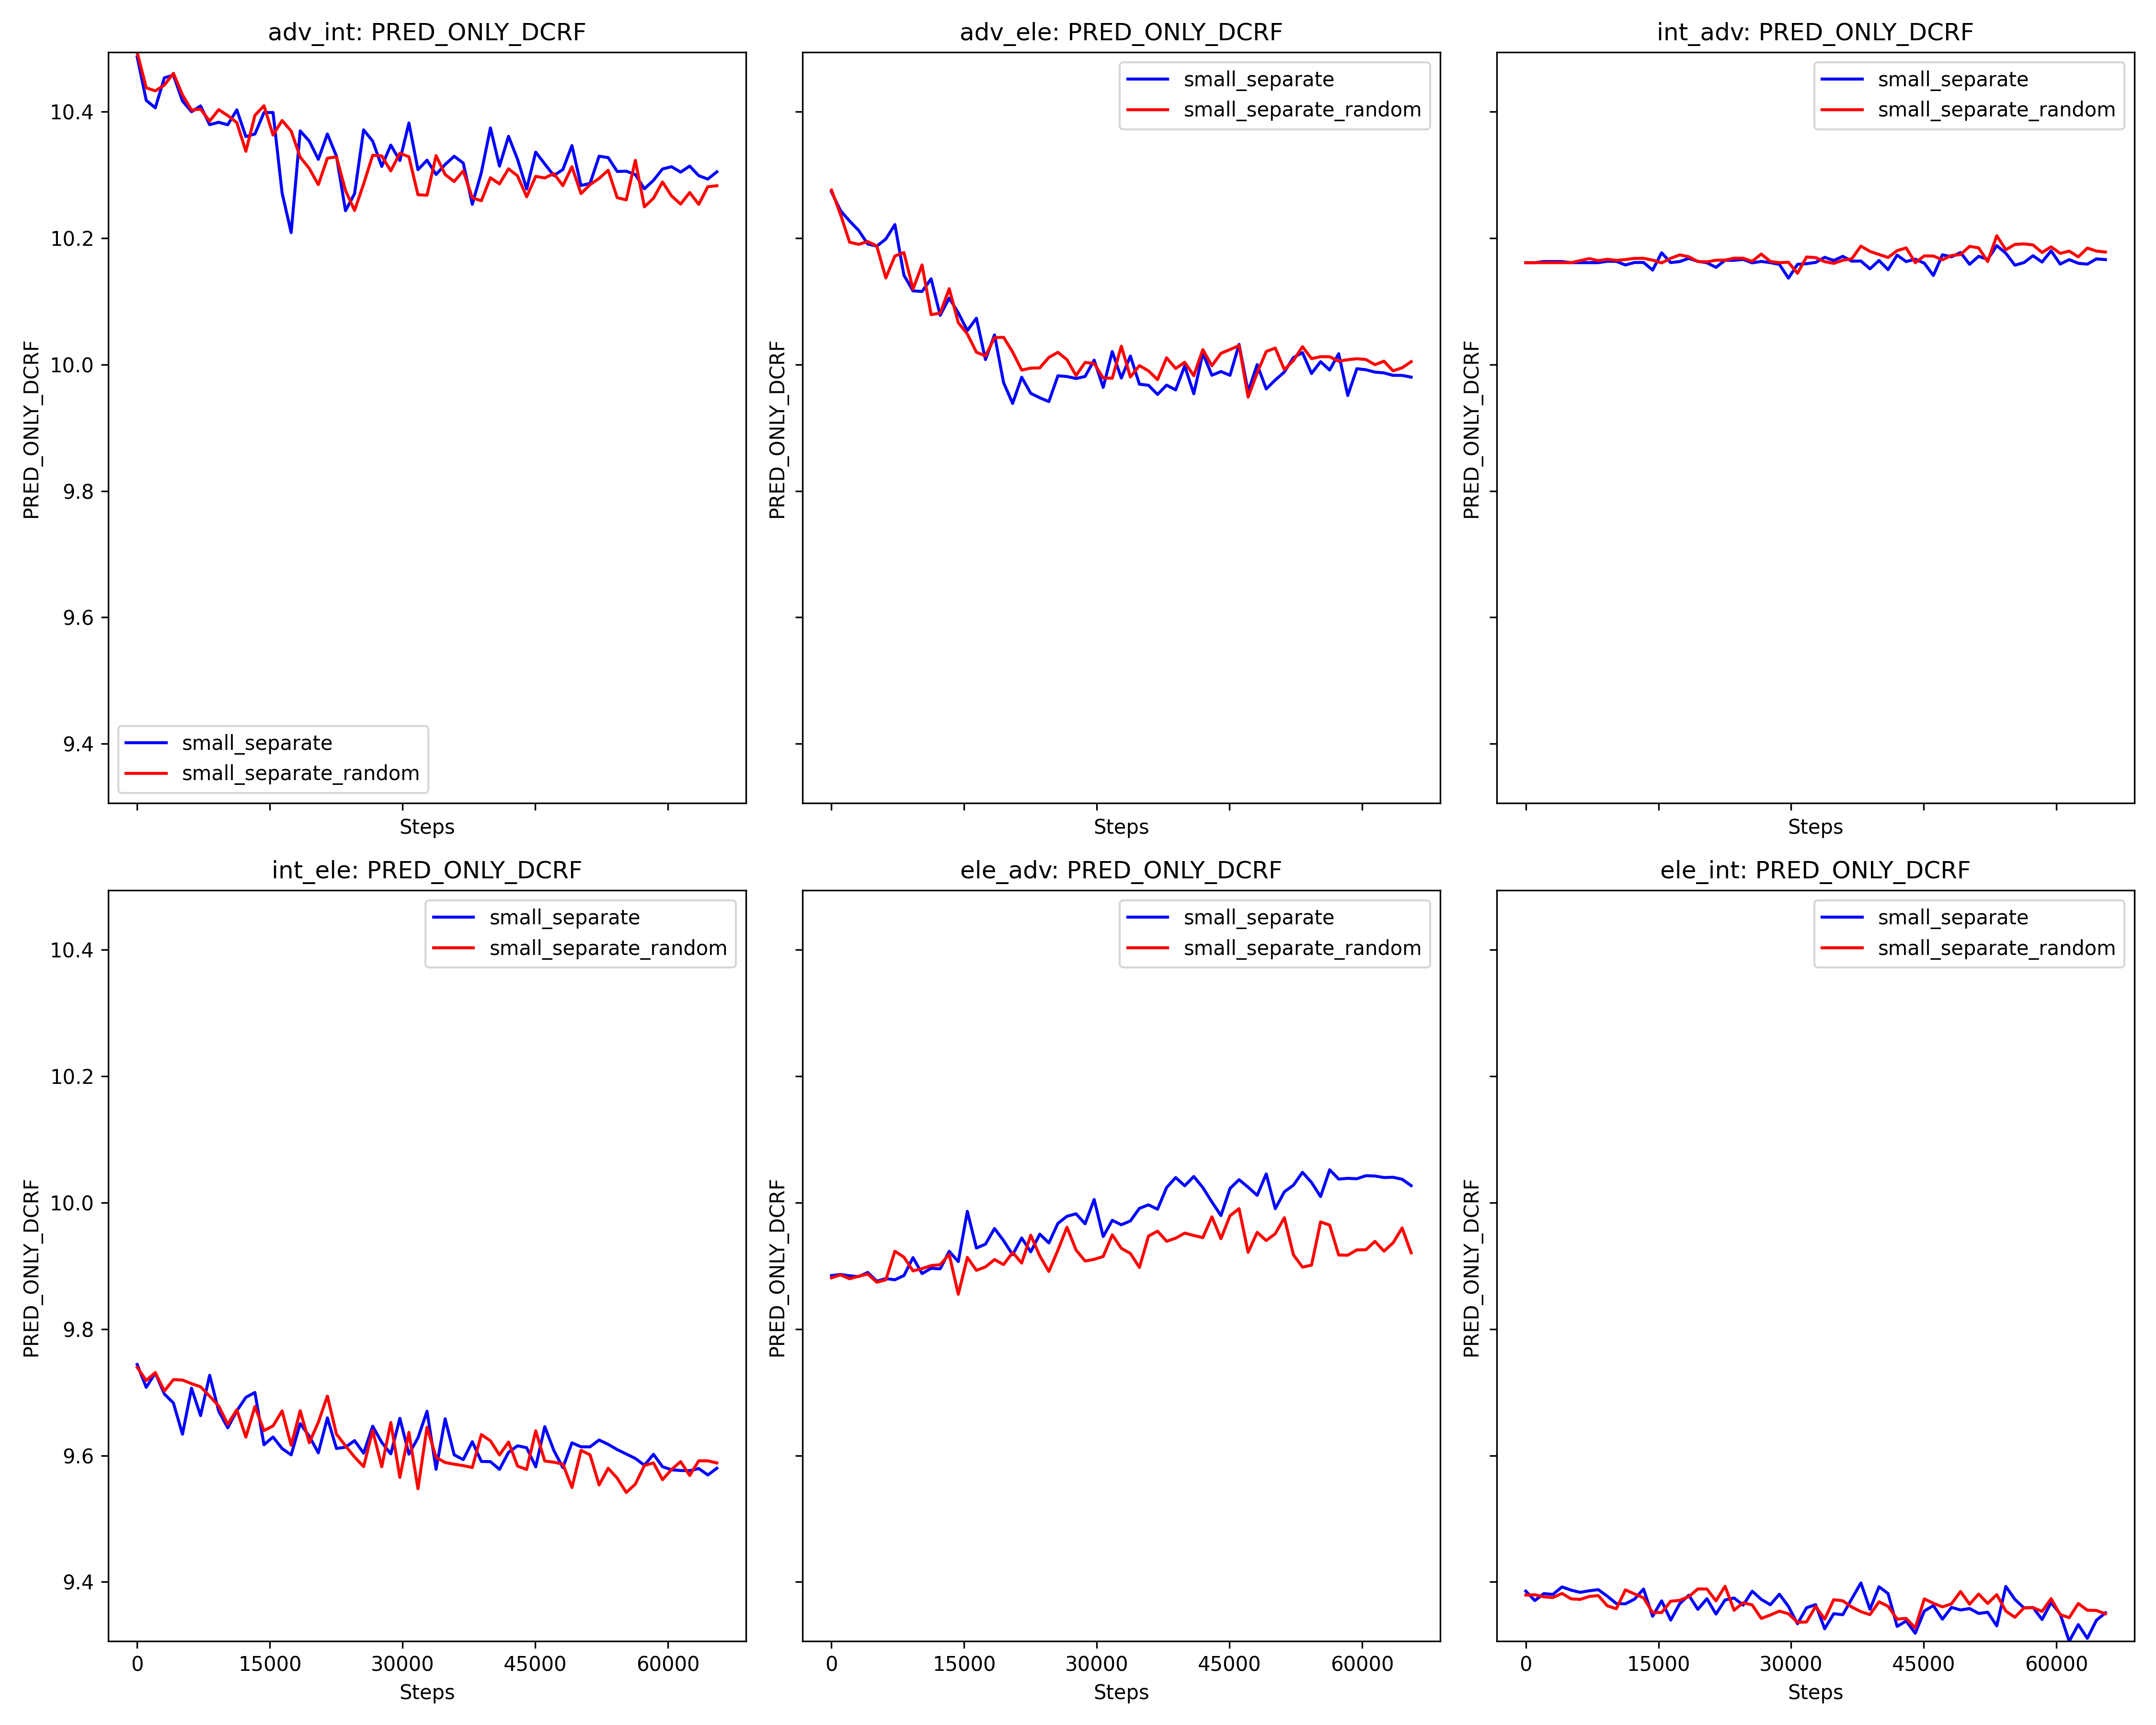 adv_int: PRED_ONLY_DCRF
adv_ele: PRED_ONLY_DCRF
int_adv: PRED_ONLY_DCRF
PRED_ONLY_DCRF
10.4
10.2
10.0
9.8
9.6
9.4
small_separate
small_separate_random
Steps
PRED_ONLY_DCRF
small_separate
small_separate_random
Steps
PRED_ONLY_DCRF
small_separate
small_separate_random
Steps
int_ele: PRED_ONLY_DCRF
ele_adv: PRED_ONLY_DCRF
ele_int: PRED_ONLY_DCRF
PRED_ONLY_DCRF
10.4
10.2
10.0
9.8
9.6
9.4
small_separate
small_separate_random
0 15000 30000 45000 60000
Steps
PRED_ONLY_DCRF
small_separate
small_separate_random
0 15000 30000 45000 60000
Steps
PRED_ONLY_DCRF
small_separate
small_separate_random
0 15000 30000 45000 60000
Steps